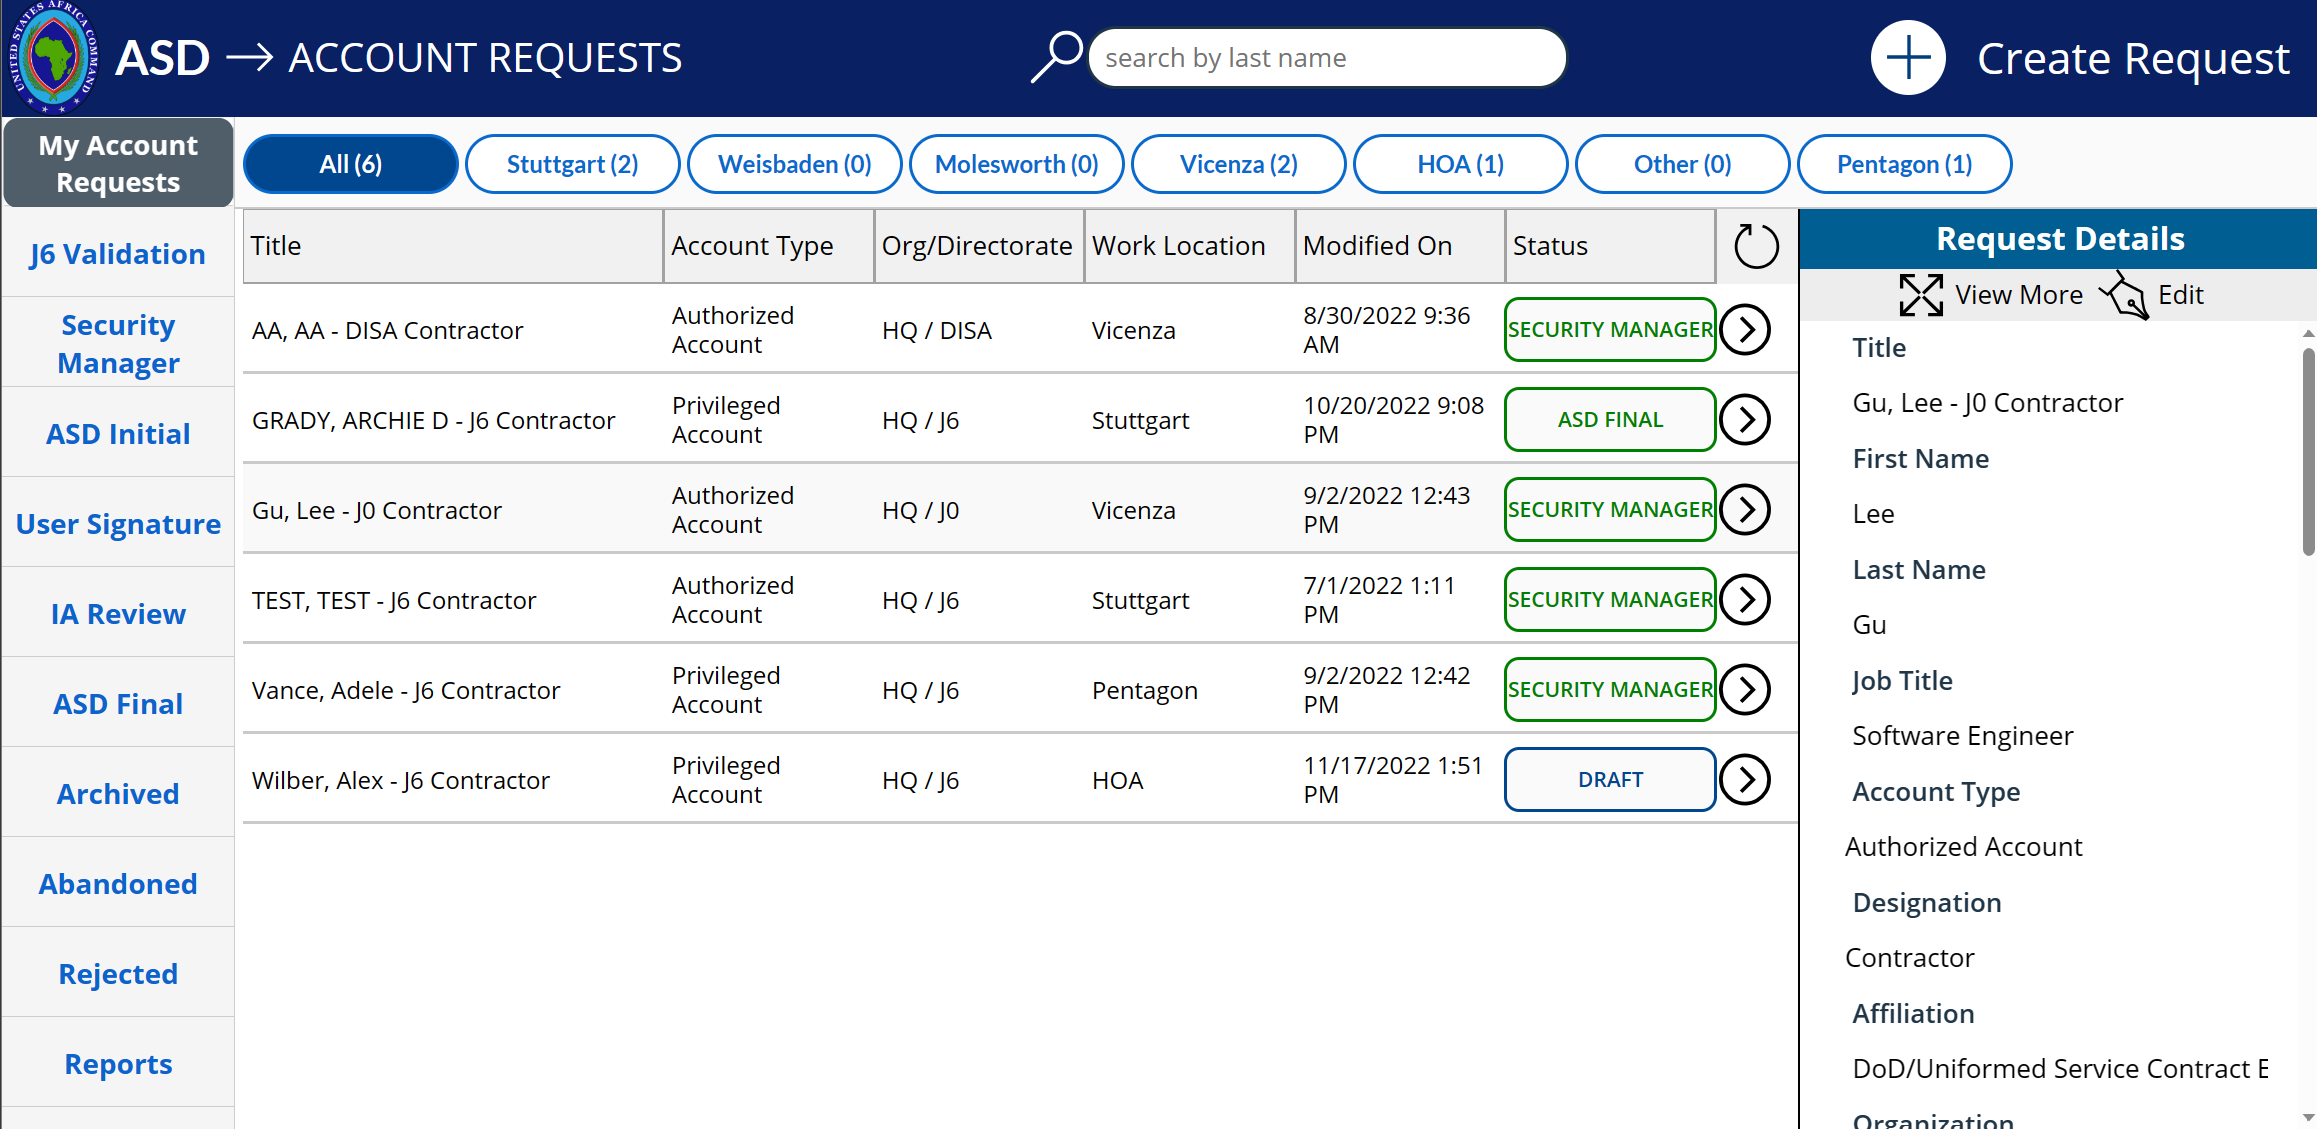 UNITED STATES AFRICA COMMAND
ASD → ACCOUNT REQUESTS
search by last name
Create Request
My Account
Requests
J6 Validation
Security
Manager
ASD Initial
User Signature
IA Review
ASD Final
Archived
Abandoned
Rejected
Reports
All (6)
Stuttgart (2)
Weisbaden (0)
Molesworth (0)
Vicenza (2)
HOA (1)
Other (0)
Pentagon (1)
Title
Account Type
Org/Directorate
Work Location
Modified On
Status
AA, AA - DISA Contractor
Authorized
Account
HQ / DISA
Vicenza
8/30/2022 9:36
AM
SECURITY MANAGER
GRADY, ARCHIE D - J6 Contractor
Privileged
Account
HQ / J6
Stuttgart
10/20/2022 9:08
PM
ASD FINAL
Gu, Lee - J0 Contractor
Authorized
Account
HQ / J0
Vicenza
9/2/2022 12:43
PM
SECURITY MANAGER
TEST, TEST - J6 Contractor
Authorized
Account
HQ / J6
Stuttgart
7/1/2022 1:11
PM
SECURITY MANAGER
Vance, Adele - J6 Contractor
Privileged
Account
HQ / J6
Pentagon
9/2/2022 12:42
PM
SECURITY MANAGER
Wilber, Alex - J6 Contractor
Privileged
Account
HQ / J6
HOA
11/17/2022 1:51
PM
DRAFT
Request Details
View More
Edit
Title
Gu, Lee - J0 Contractor
First Name
Lee
Last Name
Gu
Job Title
Software Engineer
Account Type
Authorized Account
Designation
Contractor
Affiliation
DoD/Uniformed Service Contract E
Organization